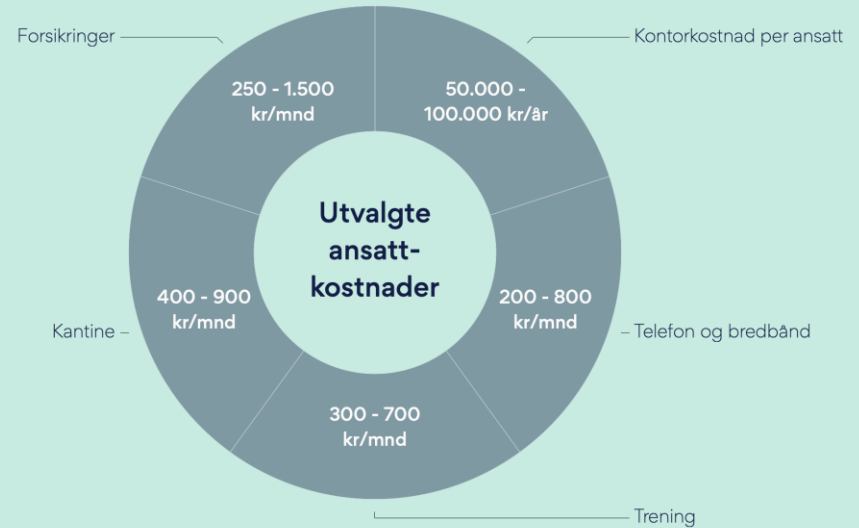 Forsikringer
Kontorkostnad per ansatt
250 - 1.500
kr/mnd
50.000 -
100.000 kr/år
Utvalgte
ansatt-
kostnader
400 - 900
kr/mnd
200 - 800
kr/mnd
Kantine
Telefon og bredbånd
300 - 700
kr/mnd
Trening